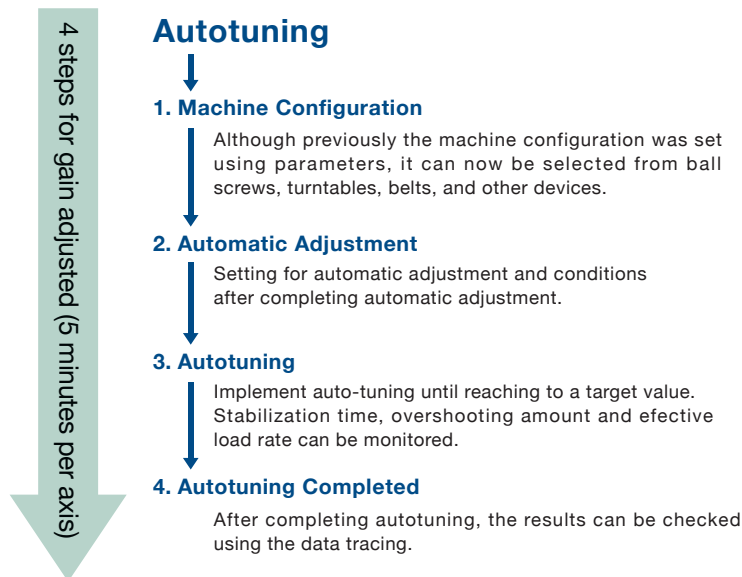 4 steps for gain adjusted (5 minutes per axis)
Autotuning
1. Machine Configuration
Although previously the machine configuration was set
using parameters, it can now be selected from ball
screws, turntables, belts, and other devices.
2. Automatic Adjustment
Setting for automatic adjustment and conditions
after completing automatic adjustment.
3. Autotuning
Implement auto-tuning until reaching to a target value.
Stabilization time, overshooting amount and efective
load rate can be monitored.
4. Autotuning Completed
After completing autotuning, the results can be checked
using the data tracing.